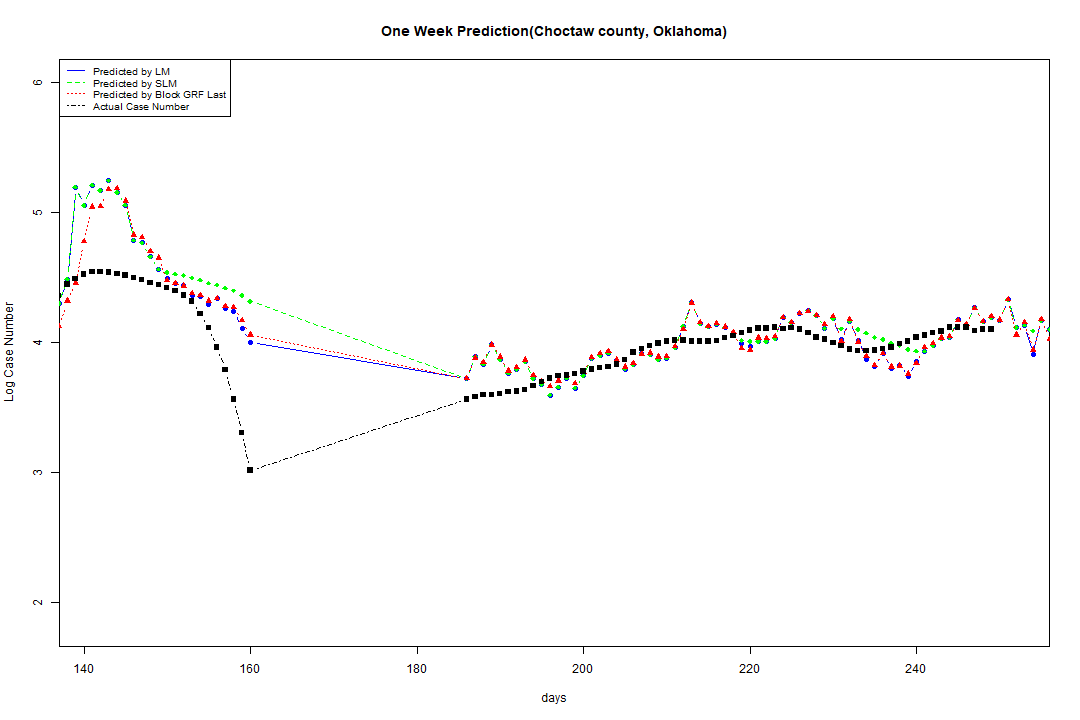 One Week Prediction(Choctaw county, Oklahoma)
Predicted by LM
Predicted by SLM
Predicted by Block GRF Last
Actual Case Number
6
5
4
3
2
Log Case Number
140 160 180 200 220 240
days